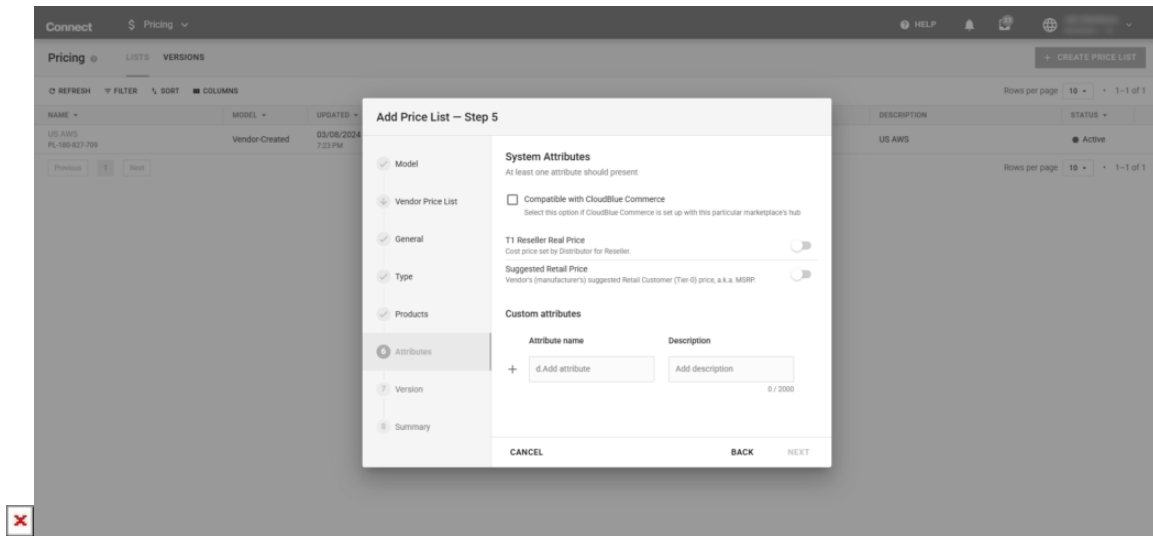 Connect $ Pricing HELP
Pricing LISTS VERSIONS + CREATE PRICE LIST
REFRESH FILTER SORT COLUMNS Rows per page 10 • 1–1 of 1
NAME MODEL UPDATED DESCRIPTION STATUS
US AWS Vendor-Created 03/08/2024 US AWS Active
PL-180-827-709 7:23 PM
Previous 1 Next Rows per page 10 • 1–1 of 1
Add Price List — Step 5
Model
Vendor Price List
General
Type
Products
6 Attributes
7 Version
8 Summary
System Attributes
At least one attribute should present
Compatible with CloudBlue Commerce
Select this option if CloudBlue Commerce is set up with this particular marketplace's hub
T1 Reseller Real Price
Cost price set by Distributor for Reseller.
Suggested Retail Price
Vendor's (manufacturer's) suggested Retail Customer (Tier-0) price, a.k.a. MSRP.
Custom attributes
Attribute name Description
+ d.Add attribute Add description
0 / 2000
CANCEL BACK NEXT